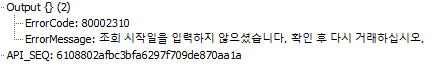 Output {} (2)
ErrorCode: 80002310
ErrorMessage: 조회 시작일을 입력하지 않으셨습니다. 확인 후 다시 거래하십시오.
API_SEQ: 6108802afbc3bfa6297f709de870aa1a